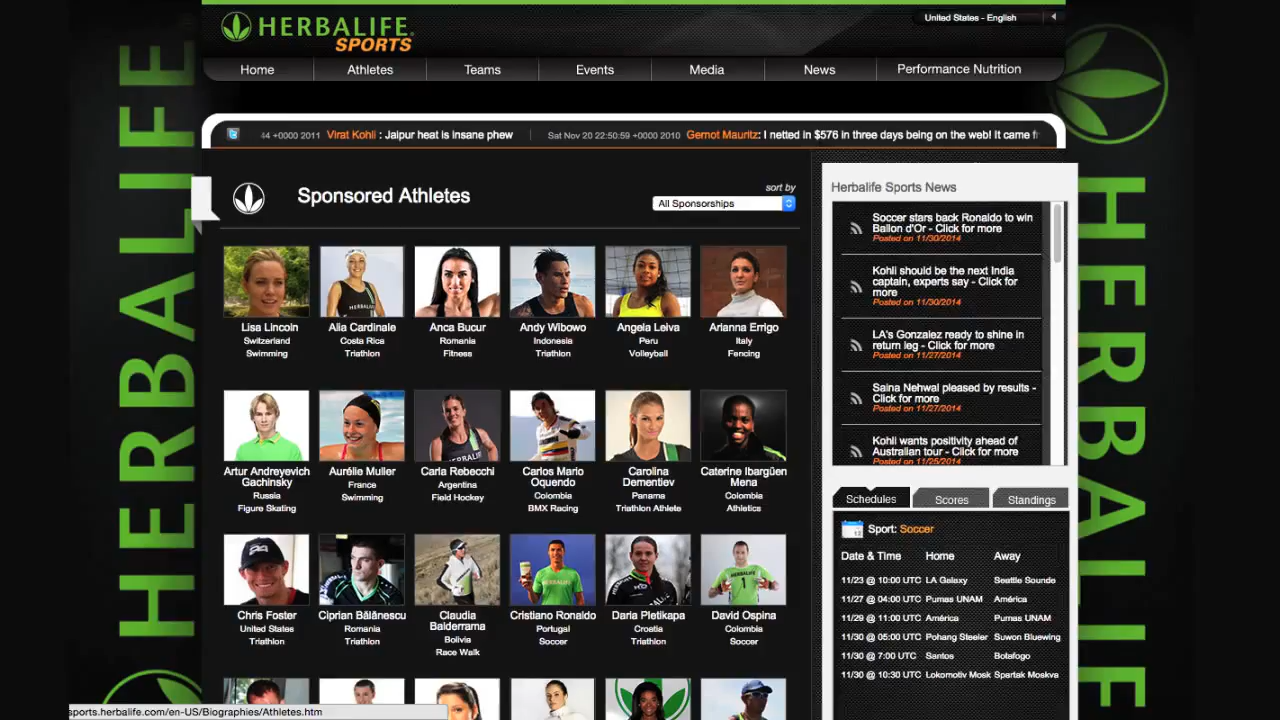 HERBALIFE
HERBALIFE
HERBALIFE
SPORTS
United States - English
Home
Athletes
Teams
Events
Media
News
Performance Nutrition
44 +0000 2011 Virat Kohli : Jaipur heat is insane phew
Sat Nov 20 22:50:59 +0000 2010 Gernot Mauritz: I netted in $576 in three days being on the web! It came fr
Sponsored Athletes
sort by
All Sponsorships
Lisa Lincoln
Switzerland
Swimming
Alia Cardinale
Costa Rica
Triathlon
Anca Bucur
Romania
Fitness
Andy Wibowo
Indonesia
Triathlon
Angela Leiva
Peru
Volleyball
Arianna Errigo
Italy
Fencing
Artur Andreyevich
Gachinsky
Russia
Figure Skating
Aurélie Muller
France
Swimming
Carla Rebecchi
Argentina
Field Hockey
Carlos Mario
Oquendo
Colombia
BMX Racing
Carolina
Dementiev
Panama
Triathlon Athlete
Caterine Ibargüen
Mena
Colombia
Athletics
Chris Foster
United States
Triathlon
Ciprian Bălănescu
Romania
Triathlon
Claudia
Balderrama
Bolivia
Race Walk
Cristiano Ronaldo
Portugal
Soccer
Darla Pletikapa
Croatia
Triathlon
David Ospina
Colombia
Soccer
Herbalife Sports News
Soccer stars back Ronaldo to win
Ballon d'Or - Click for more
Posted on 11/30/2014
Kohli should be the next India
captain, experts say - Click for
more
Posted on 11/30/2014
LA's Gonzalez ready to shine in
return leg - Click for more
Posted on 11/27/2014
Saina Nehwal pleased by results -
Click for more
Posted on 11/27/2014
Kohli wants positivity ahead of
Australian tour - Click for more
Posted on 11/25/2014
Schedules
Scores
Standings
Sport: Soccer
Date & Time Home Away
11/23 @ 10:00 UTC LA Galaxy Seattle Sounde
11/27 @ 04:00 UTC Pumas UNAM América
11/29 @ 11:00 UTC América Pumas UNAM
11/30 @ 05:00 UTC Pohang Steeler Suwon Bluewing
11/30 @ 7:00 UTC Santos Botafogo
11/30 @ 10:30 UTC Lokomotiv Mosk Spartak Moskva
sports.herbalife.com/en-US/Biographies/Athletes.htm